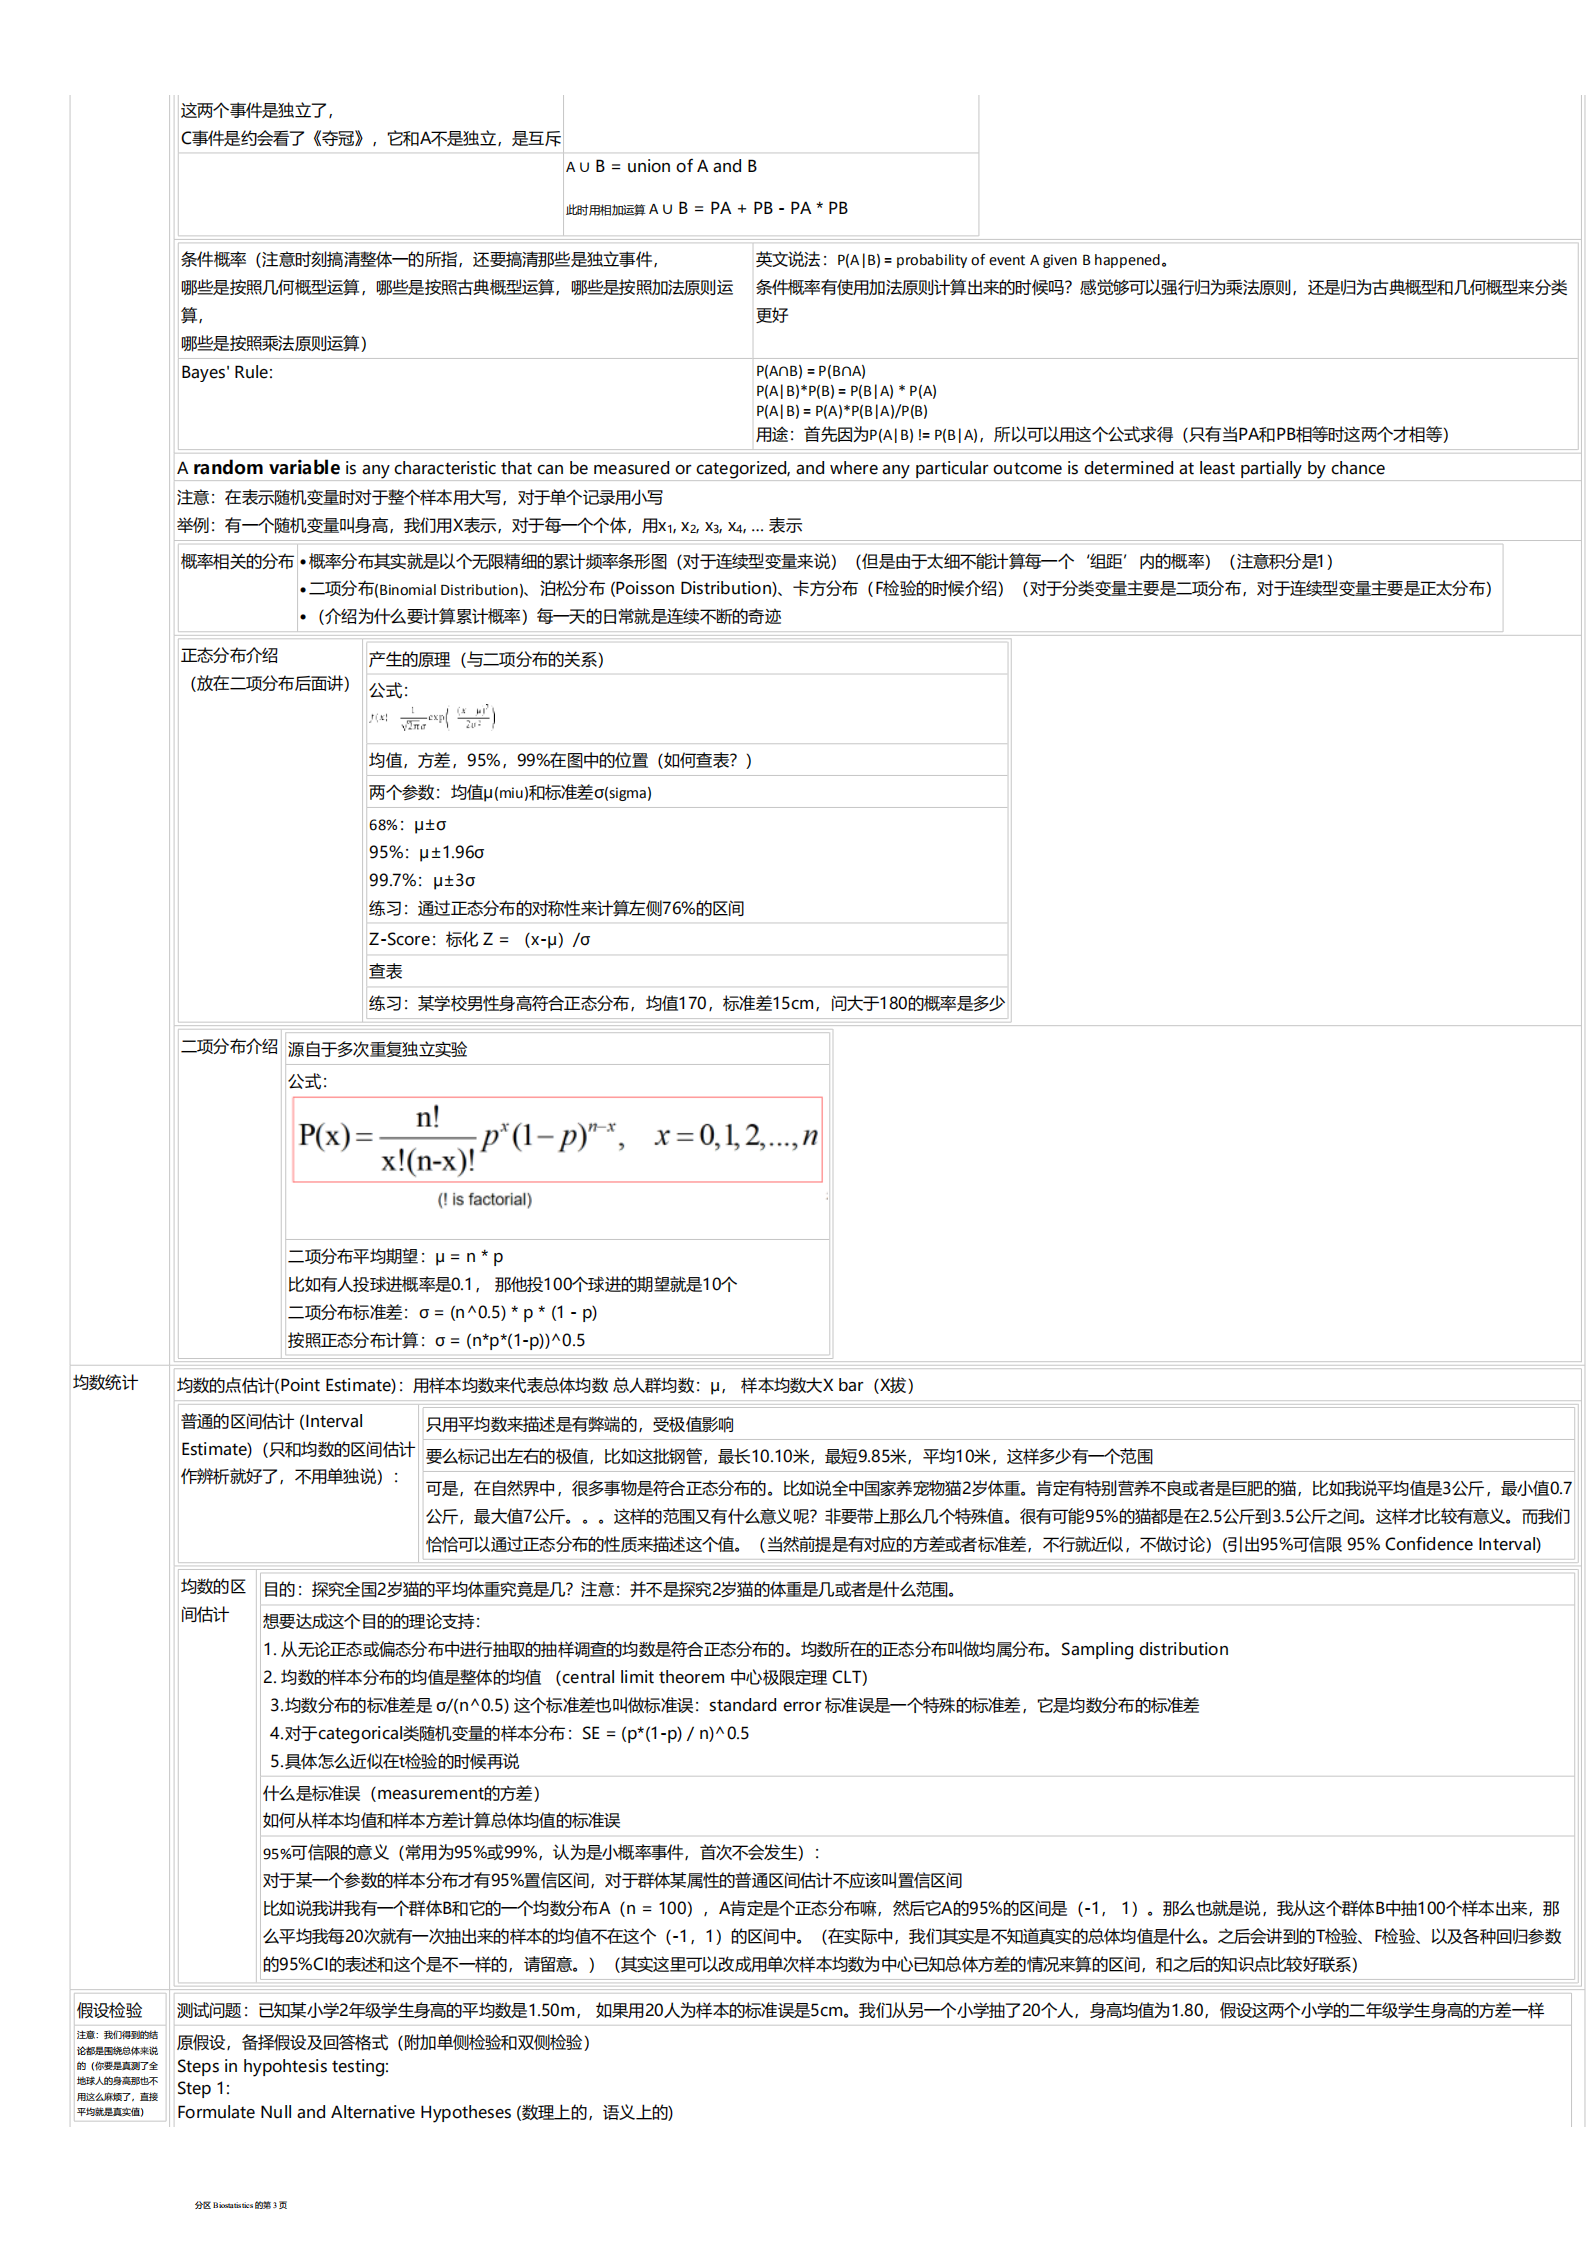 这两个事件是独立了，
C事件是约会看了《夺冠》，它和A不是独立，是互斥
A ∪ B = union of A and B
此时用相加运算 A ∪ B = PA + PB - PA * PB
条件概率（注意时刻搞清整体一的所指，还要搞清那些是独立事件，
哪些是按照几何概型运算，哪些是按照古典概型运算，哪些是按照加法原则运
算，
哪些是按照乘法原则运算）
英文说法：P(A|B) = probability of event A given B happened。
条件概率有使用加法原则计算出来的时候吗？感觉够可以强行归为乘法原则，还是归为古典概型和几何概型来分类
更好
Bayes' Rule:
P(A∩B) = P(B∩A)
P(A|B)*P(B) = P(B|A) * P(A)
P(A|B) = P(A)*P(B|A)/P(B)
用途：首先因为P(A|B) != P(B|A)，所以可以用这个公式求得（只有当PA和PB相等时这两个才相等）
A random variable is any characteristic that can be measured or categorized, and where any particular outcome is determined at least partially by chance
注意：在表示随机变量时对于整个样本用大写，对于单个记录用小写
举例：有一个随机变量叫身高，我们用X表示，对于每一个个体，用x₁, x₂, x₃, x₄, ... 表示
概率相关的分布
• 概率分布其实就是以个无限精细的累计频率条形图（对于连续型变量来说）（但是由于太细不能计算每一个‘组距’内的概率）（注意积分是1）
• 二项分布(Binomial Distribution)、泊松分布 (Poisson Distribution)、卡方分布（F检验的时候介绍）（对于分类变量主要是二项分布，对于连续型变量主要是正太分布）
• （介绍为什么要计算累计概率）每一天的日常就是连续不断的奇迹
正态分布介绍
（放在二项分布后面讲）
产生的原理（与二项分布的关系）
公式：
f(x) 1/√2πσ exp( (x μ)²/2σ² )
均值，方差，95%，99%在图中的位置（如何查表？）
两个参数：均值μ(miu)和标准差σ(sigma)
68%：μ±σ
95%：μ±1.96σ
99.7%：μ±3σ
练习：通过正态分布的对称性来计算左侧76%的区间
Z-Score：标化 Z = （x-μ）/σ
查表
练习：某学校男性身高符合正态分布，均值170，标准差15cm，问大于180的概率是多少
二项分布介绍
源自于多次重复独立实验
公式：
P(x) = n!/x!(n-x)! pˣ(1-p)ⁿ⁻ˣ, x = 0,1,2,...,n
(! is factorial)
二项分布平均期望：μ = n * p
比如有人投球进概率是0.1， 那他投100个球进的期望就是10个
二项分布标准差：σ = (n^0.5) * p * (1 - p)
按照正态分布计算：σ = (n*p*(1-p))^0.5
均数统计
均数的点估计(Point Estimate)：用样本均数来代表总体均数 总人群均数：μ， 样本均数大X bar（X拔）
普通的区间估计 (Interval
Estimate)（只和均数的区间估计
作辨析就好了，不用单独说）：
只用平均数来描述是有弊端的，受极值影响
要么标记出左右的极值，比如这批钢管，最长10.10米，最短9.85米，平均10米，这样多少有一个范围
可是，在自然界中，很多事物是符合正态分布的。比如说全中国家养宠物猫2岁体重。肯定有特别营养不良或者是巨肥的猫，比如我说平均值是3公斤，最小值0.7
公斤，最大值7公斤。。。这样的范围又有什么意义呢？非要带上那么几个特殊值。很有可能95%的猫都是在2.5公斤到3.5公斤之间。这样才比较有意义。而我们
恰恰可以通过正态分布的性质来描述这个值。（当然前提是有对应的方差或者标准差，不行就近似，不做讨论）(引出95%可信限 95% Confidence Interval)
均数的区
间估计
目的：探究全国2岁猫的平均体重究竟是几？注意：并不是探究2岁猫的体重是几或者是什么范围。
想要达成这个目的的理论支持：
1. 从无论正态或偏态分布中进行抽取的抽样调查的均数是符合正态分布的。均数所在的正态分布叫做均属分布。Sampling distribution
2. 均数的样本分布的均值是整体的均值 （central limit theorem 中心极限定理 CLT）
3.均数分布的标准差是 σ/(n^0.5) 这个标准差也叫做标准误：standard error 标准误是一个特殊的标准差，它是均数分布的标准差
4.对于categorical类随机变量的样本分布：SE = (p*(1-p) / n)^0.5
5.具体怎么近似在t检验的时候再说
什么是标准误（measurement的方差）
如何从样本均值和样本方差计算总体均值的标准误
95%可信限的意义（常用为95%或99%，认为是小概率事件，首次不会发生）：
对于某一个参数的样本分布才有95%置信区间，对于群体某属性的普通区间估计不应该叫置信区间
比如说我讲我有一个群体B和它的一个均数分布A（n = 100），A肯定是个正态分布嘛，然后它A的95%的区间是（-1， 1）。那么也就是说，我从这个群体B中抽100个样本出来，那
么平均我每20次就有一次抽出来的样本的均值不在这个（-1，1）的区间中。（在实际中，我们其实是不知道真实的总体均值是什么。之后会讲到的T检验、F检验、以及各种回归参数
的95%CI的表述和这个是不一样的，请留意。）（其实这里可以改成用单次样本均数为中心已知总体方差的情况来算的区间，和之后的知识点比较好联系）
假设检验
注意：我们得到的结
论都是围绕总体来说
的（你要是真测了全
地球人的身高那也不
用这么麻烦了，直接
平均就是真实值）
测试问题：已知某小学2年级学生身高的平均数是1.50m， 如果用20人为样本的标准误是5cm。我们从另一个小学抽了20个人，身高均值为1.80，假设这两个小学的二年级学生身高的方差一样
原假设，备择假设及回答格式（附加单侧检验和双侧检验）
Steps in hypohtesis testing:
Step 1:
Formulate Null and Alternative Hypotheses (数理上的，语义上的)
分区 Biostatistics 的第 3 页